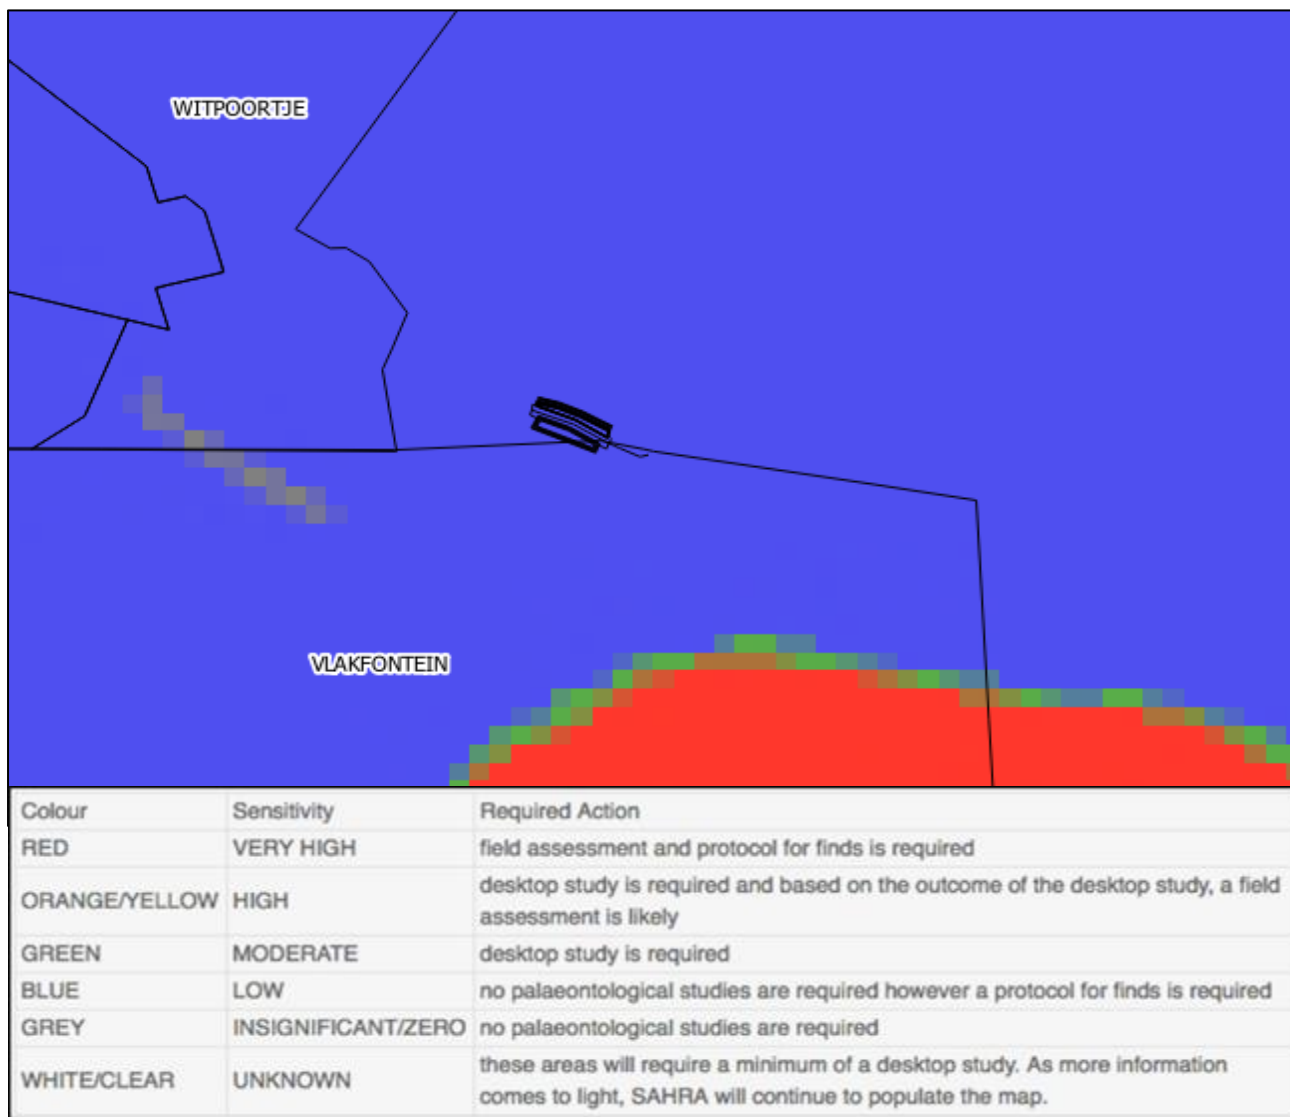 WITPOORTJE
VLAKFONTEIN
Colour Sensitivity Required Action
RED VERY HIGH field assessment and protocol for finds is required
ORANGE/YELLOW HIGH desktop study is required and based on the outcome of the desktop study, a field
assessment is likely
GREEN MODERATE desktop study is required
BLUE LOW no palaeontological studies are required however a protocol for finds is required
GREY INSIGNIFICANT/ZERO no palaeontological studies are required
WHITE/CLEAR UNKNOWN these areas will require a minimum of a desktop study. As more information
comes to light, SAHRA will continue to populate the map.